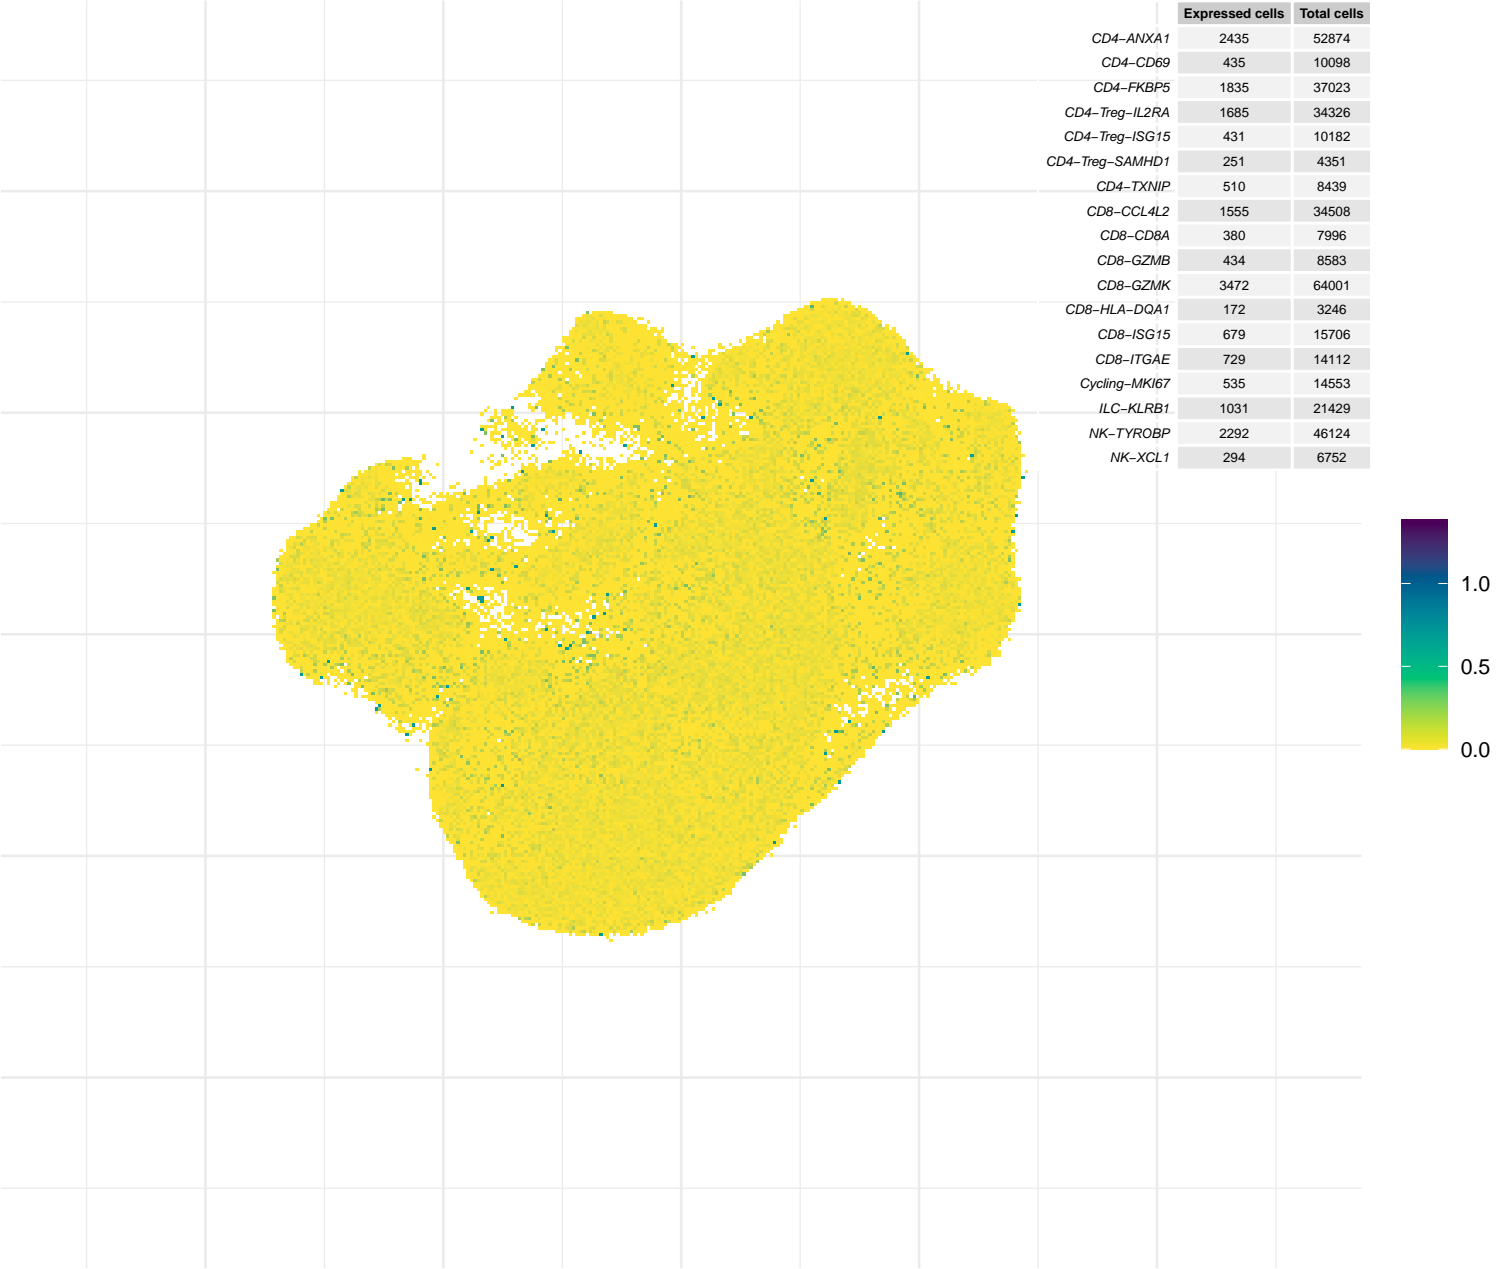 Expressed cells Total cells
CD4−ANXA1 2435 52874
CD4−CD69 435 10098
CD4−FKBP5 1835 37023
CD4−Treg−IL2RA 1685 34326
CD4−Treg−ISG15 431 10182
CD4−Treg−SAMHD1 251 4351
CD4−TXNIP 510 8439
CD8−CCL4L2 1555 34508
CD8−CD8A 380 7996
CD8−GZMB 434 8583
CD8−GZMK 3472 64001
CD8−HLA−DQA1 172 3246
CD8−ISG15 679 15706
CD8−ITGAE 729 14112
Cycling−MKI67 535 14553
ILC−KLRB1 1031 21429
NK−TYROBP 2292 46124
NK−XCL1 294 6752
1.0
0.5
0.0